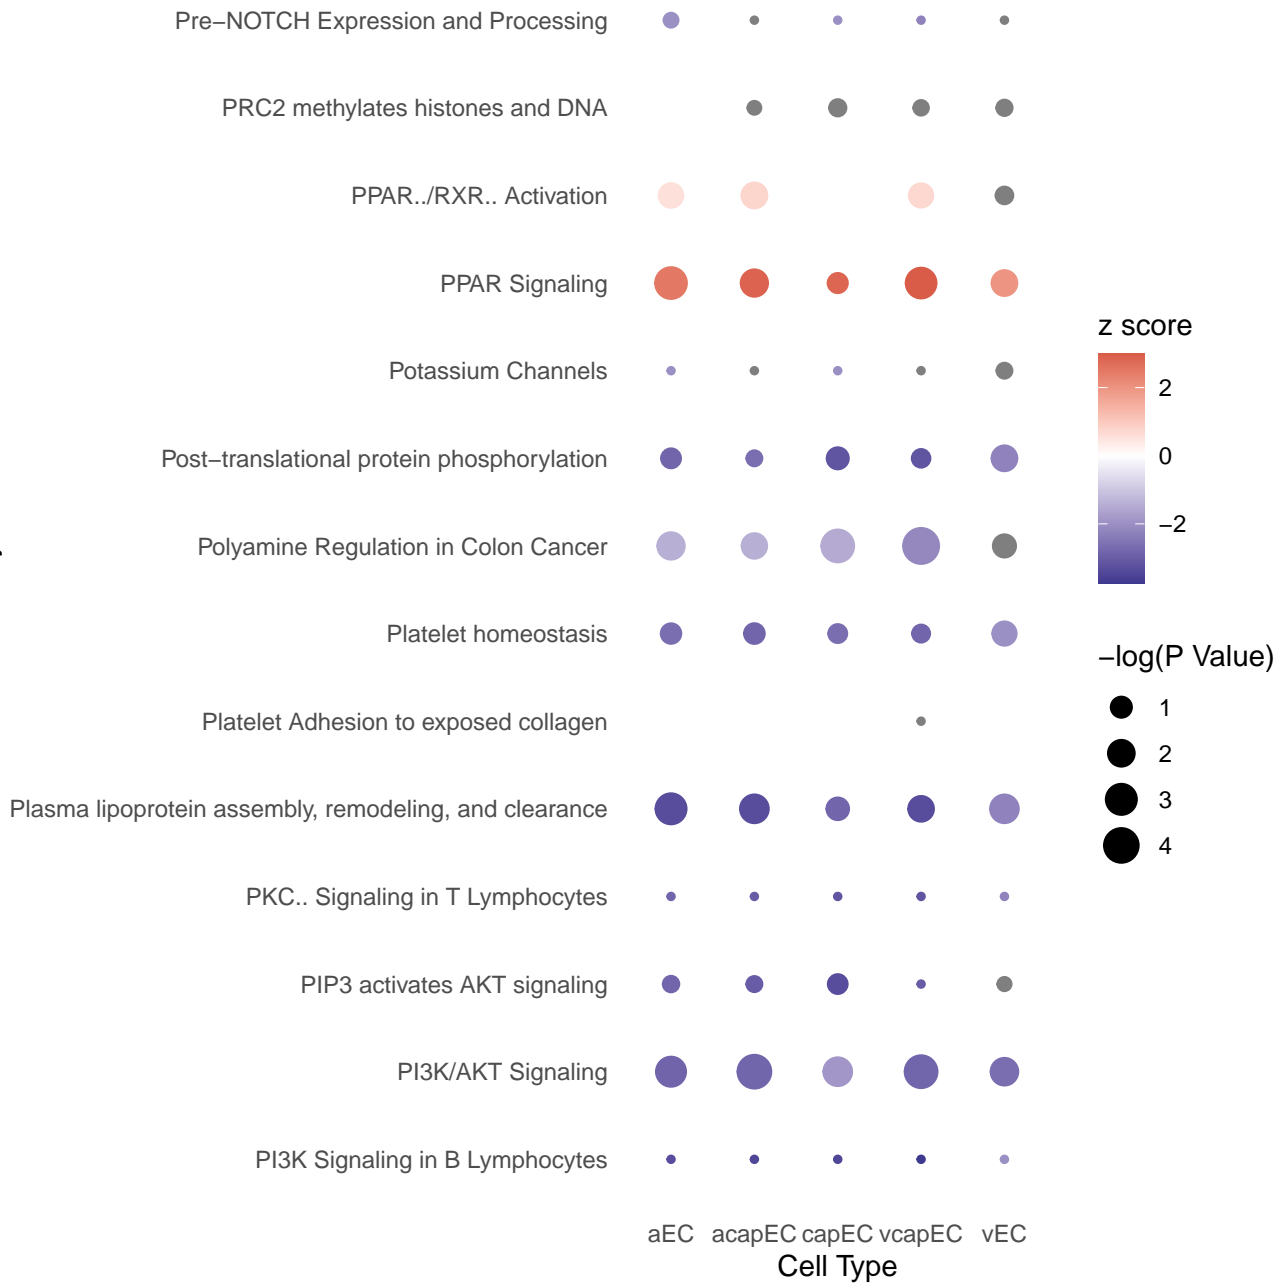 Pre−NOTCH Expression and Processing
PRC2 methylates histones and DNA
PPAR../RXR.. Activation
PPAR Signaling
Potassium Channels
Post−translational protein phosphorylation
Polyamine Regulation in Colon Cancer
Platelet homeostasis
Platelet Adhesion to exposed collagen
Plasma lipoprotein assembly, remodeling, and clearance
PKC.. Signaling in T Lymphocytes
PIP3 activates AKT signaling
PI3K/AKT Signaling
PI3K Signaling in B Lymphocytes
aEC acapEC capEC vcapEC vEC
Cell Type
z score
2
0
−2
−log(P Value)
1
2
3
4